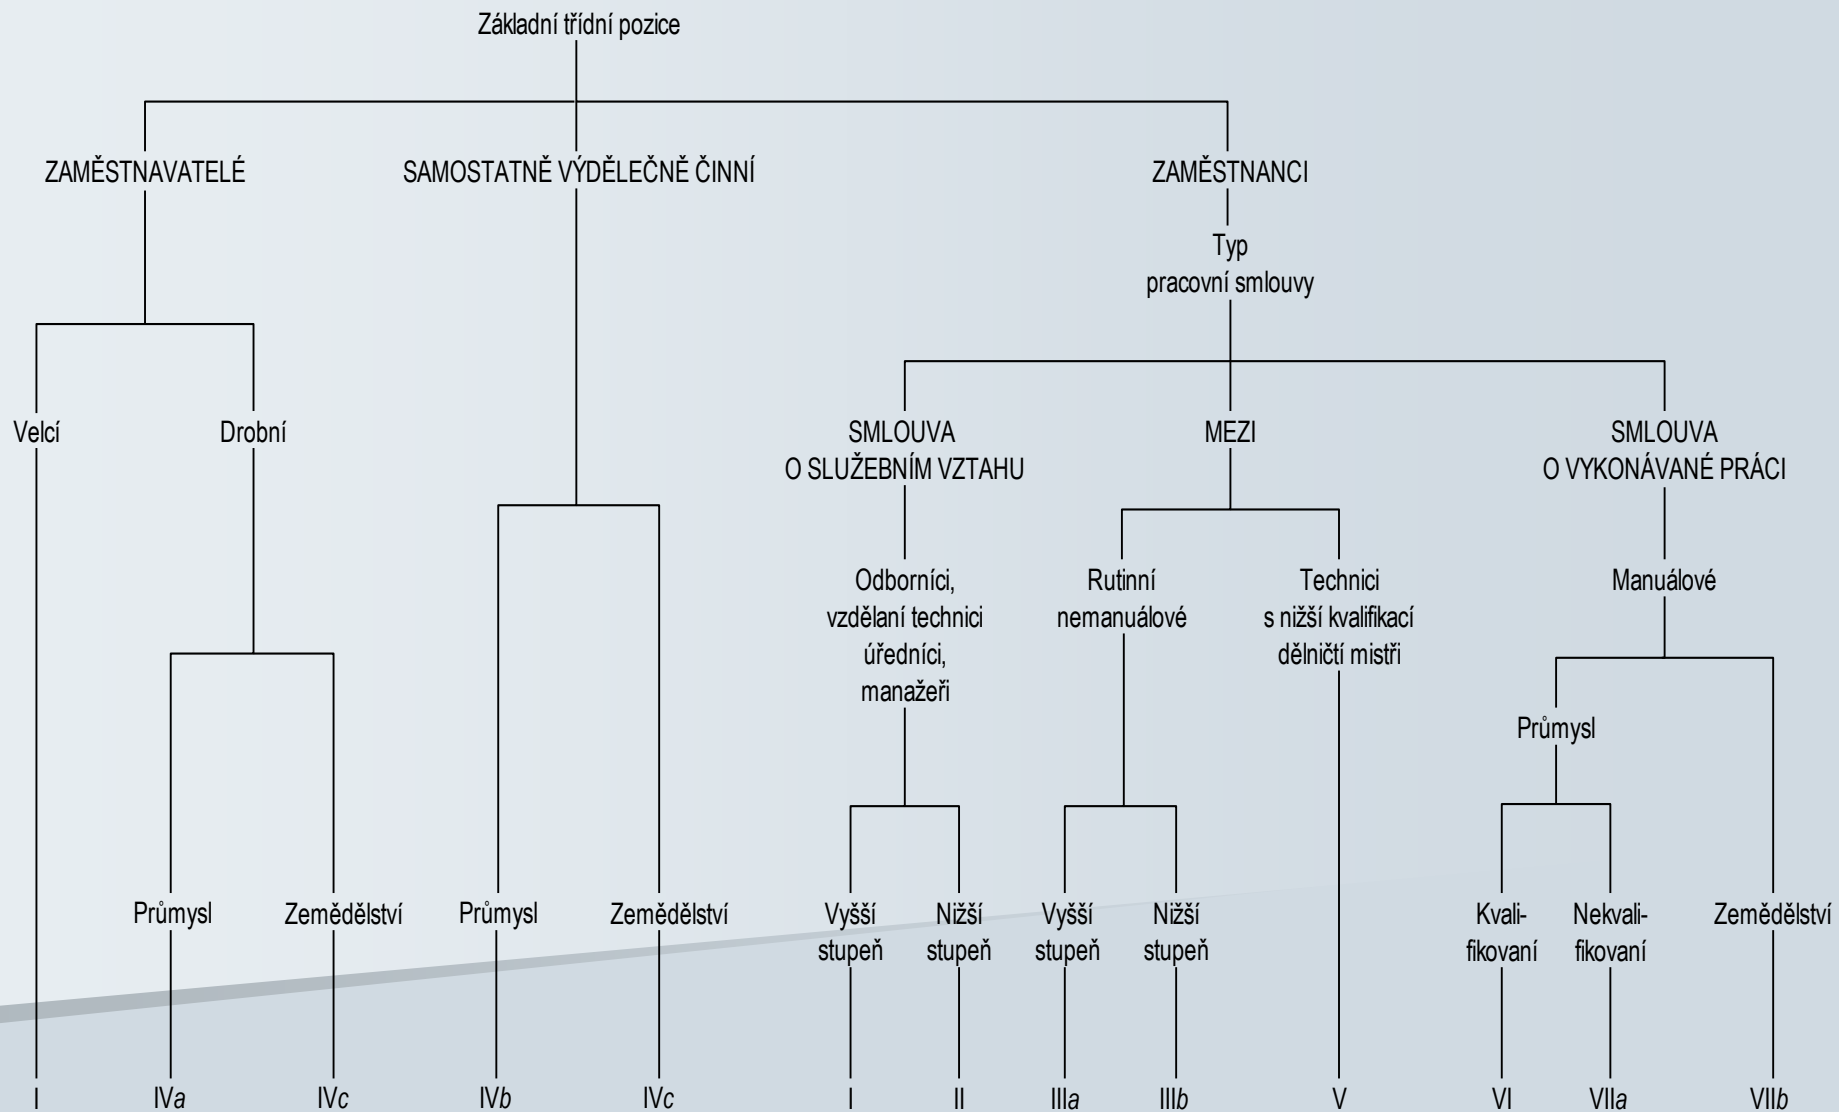 Základní třídní pozice
ZAMĚSTNAVATELÉ
SAMOSTATNĚ VÝDĚLEČNĚ ČINNÍ
ZAMĚSTNANCI
Typ
pracovní smlouvy
Velcí
Drobní
SMLOUVA
O SLUŽEBNÍM VZTAHU
MEZI
SMLOUVA
O VYKONÁVANÉ PRÁCI
Odborníci,
vzdělaní technici
úředníci,
manažeři
Rutinní
nemanuálové
Technici
s nižší kvalifikací
dělničtí mistři
Manuálové
Průmysl
Průmysl
Zemědělství
Průmysl
Zemědělství
Vyšší
stupeň
Nižší
stupeň
Vyšší
stupeň
Nižší
stupeň
Kvali-
fikovaní
Nekvali-
fikovaní
Zemědělství
I
IVa
IVc
IVb
IVc
I
II
IIIa
IIIb
V
VI
VIIa
VIIb